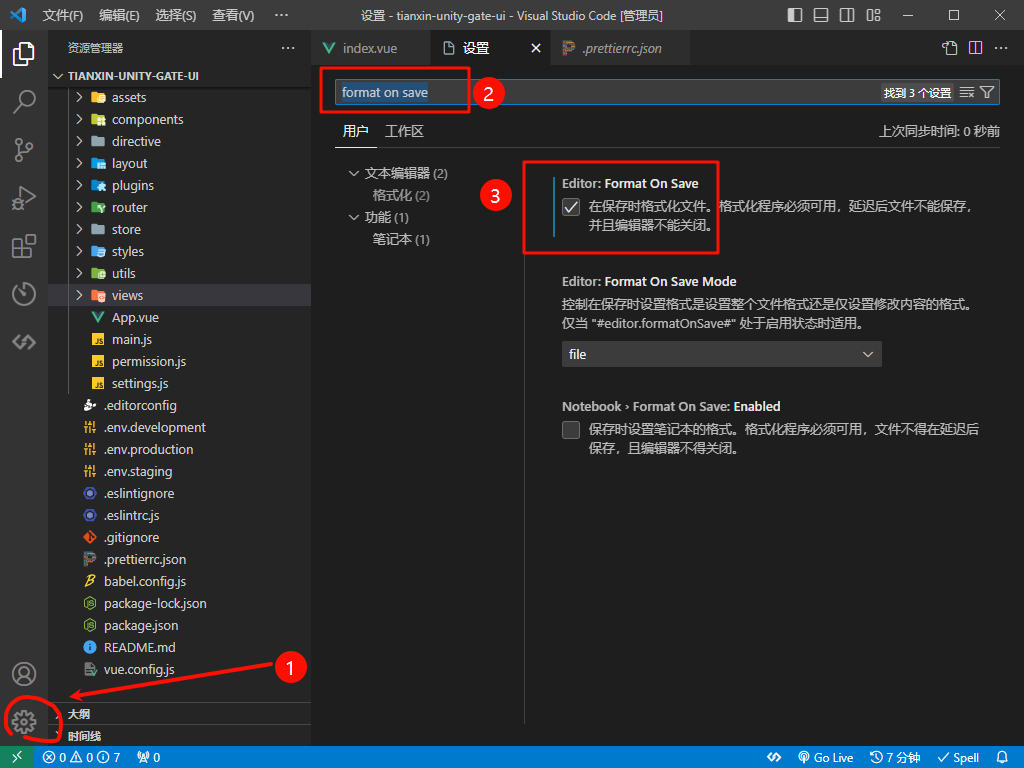 文件(F) 编辑(E) 选择(S) 查看(V) ··· 设置 - tianxin-unity-gate-ui - Visual Studio Code [管理员]
资源管理器 ···
index.vue 设置 .prettierrc.json
TIANXIN-UNITY-GATE-UI
assets
components
directive
layout
plugins
router
store
styles
utils
views
App.vue
main.js
permission.js
settings.js
.editorconfig
.env.development
.env.production
.env.staging
.eslintignore
.eslintrc.js
.gitignore
.prettierrc.json
babel.config.js
package-lock.json
package.json
README.md
vue.config.js
1
大纲
时间线
format on save 找到 3 个设置
2
用户 工作区 上次同步时间: 0 秒前
文本编辑器 (2)
格式化 (2)
功能 (1)
笔记本 (1)
3
Editor: Format On Save
在保存时格式化文件。格式化程序必须可用，延迟后文件不能保存，
并且编辑器不能关闭。
Editor: Format On Save Mode
控制在保存时设置格式是设置整个文件格式还是仅设置修改内容的格式。
仅当 "#editor.formatOnSave#" 处于启用状态时适用。
file
Notebook › Format On Save: Enabled
保存时设置笔记本的格式。格式化程序必须可用，文件不得在延迟后
保存，且编辑器不得关闭。
0 0 7 0 Go Live 7 分钟 Spell